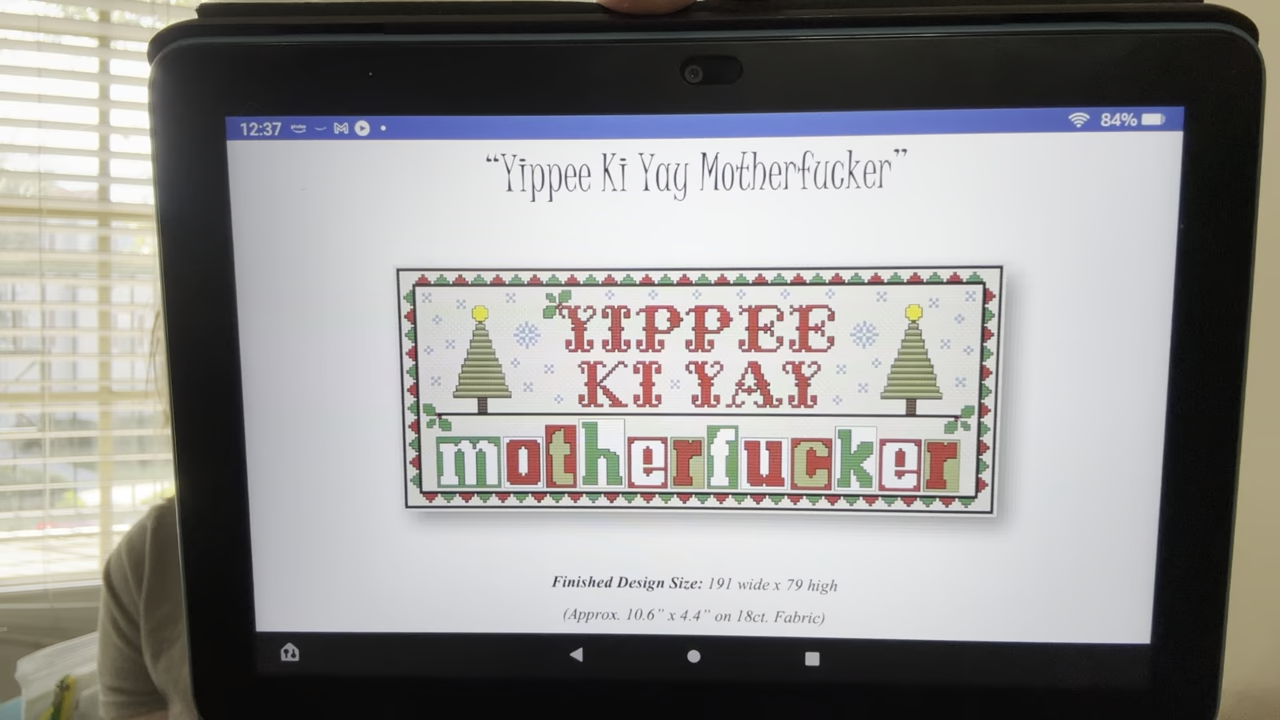 12:37
84%
“Yippee Ki Yay Motherfucker”
YIPPEE
KI YAY
motherfucker
Finished Design Size: 191 wide x 79 high
(Approx. 10.6” x 4.4” on 18ct. Fabric)